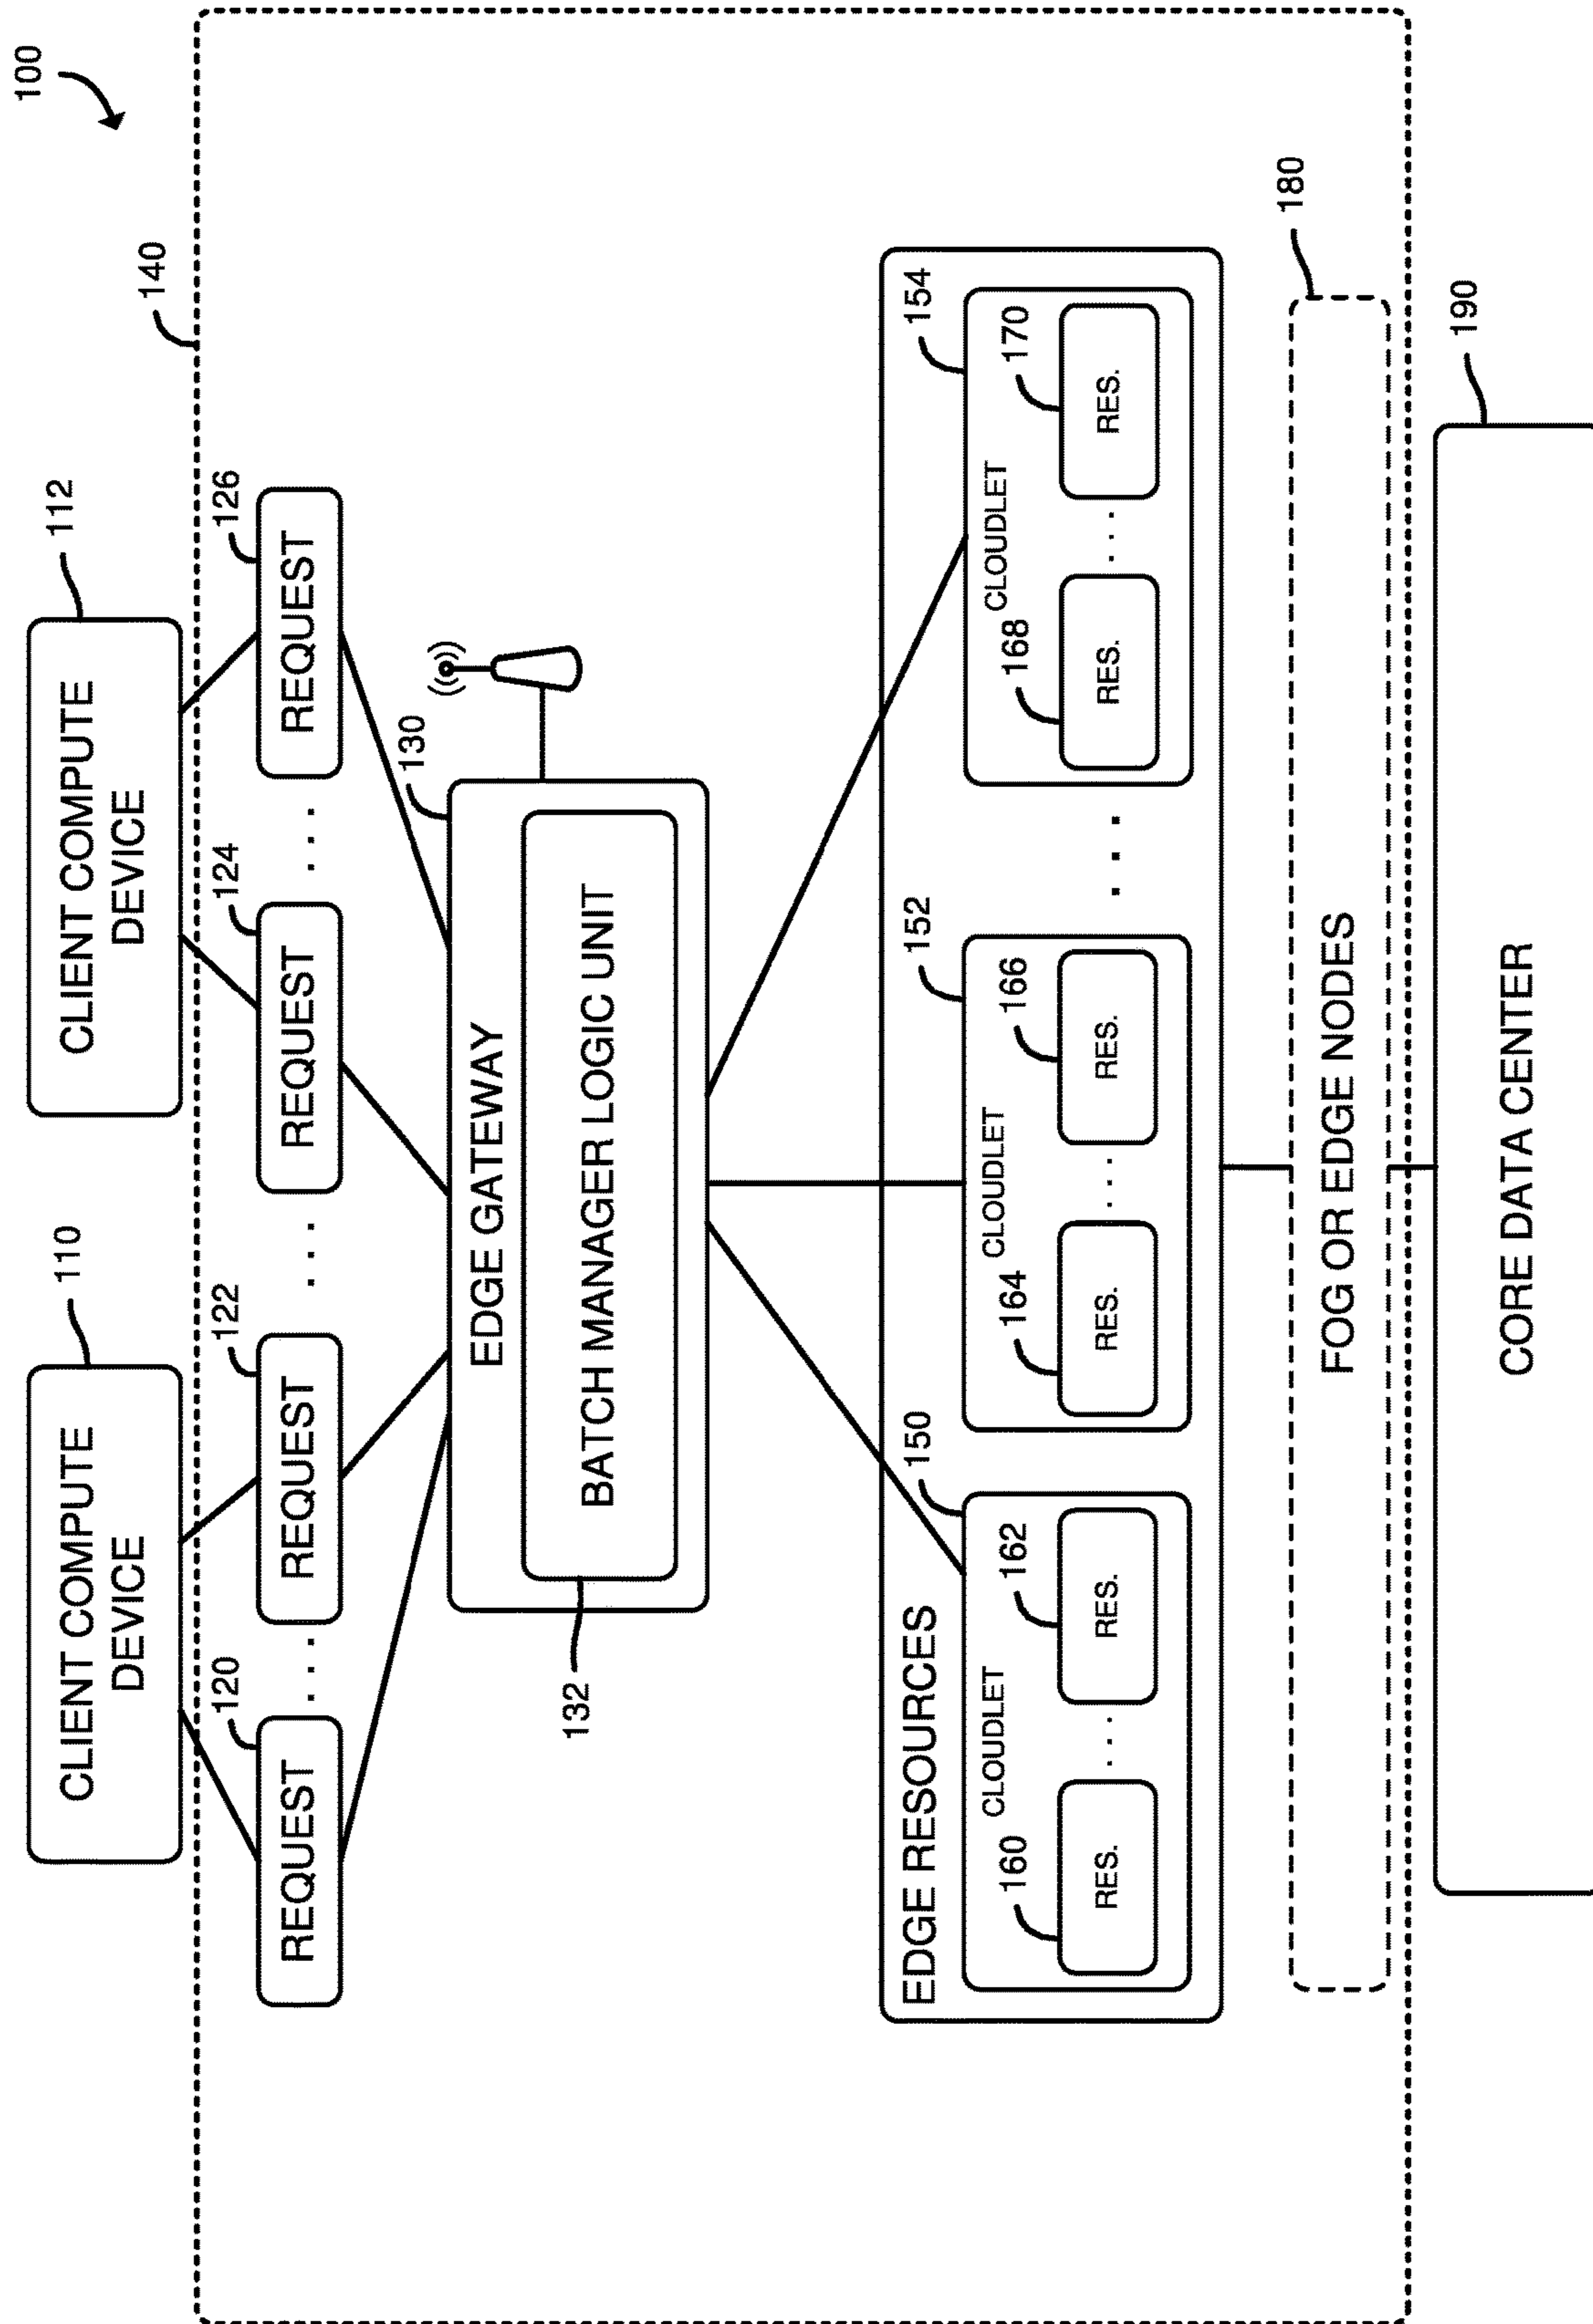 100
140
110
112
CLIENT COMPUTE
DEVICE
CLIENT COMPUTE
DEVICE
120
122
124
126
REQUEST
. . .
REQUEST
. . .
REQUEST
. . .
REQUEST
130
EDGE GATEWAY
BATCH MANAGER LOGIC UNIT
132
EDGE RESOURCES
150
152
154
CLOUDLET
160
162
RES.
. . .
RES.
CLOUDLET
164
166
RES.
. . .
RES.
. . .
CLOUDLET
168
170
RES.
. . .
RES.
180
FOG OR EDGE NODES
190
CORE DATA CENTER